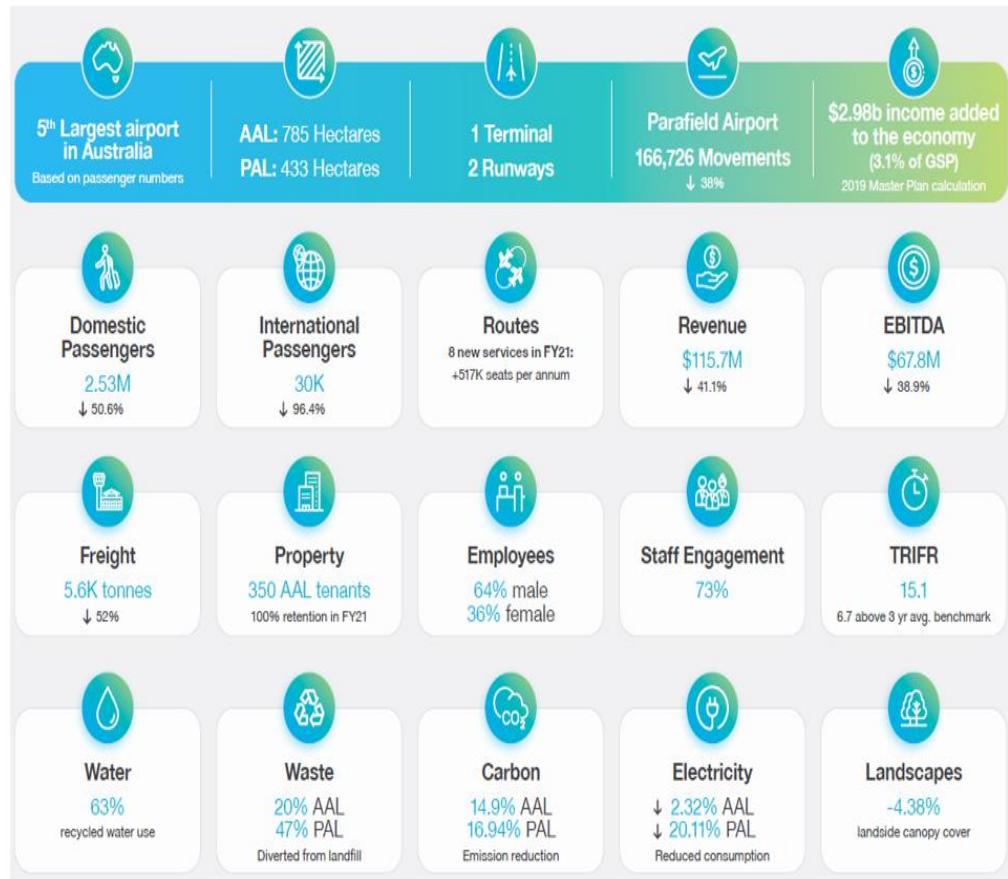 5th Largest airport
in Australia
Based on passenger numbers
AAL: 785 Hectares
PAL: 433 Hectares
1 Terminal
2 Runways
Parafield Airport
166,726 Movements
↓ 38%
$2.98b income added
to the economy
(3.1% of GSP)
2019 Master Plan calculation
Domestic
Passengers
2.53M
↓ 50.6%
International
Passengers
30K
↓ 96.4%
Routes
8 new services in FY21:
+517K seats per annum
Revenue
$115.7M
↓ 41.1%
EBITDA
$67.8M
↓ 38.9%
Freight
5.6K tonnes
↓ 52%
Property
350 AAL tenants
100% retention in FY21
Employees
64% male
36% female
Staff Engagement
73%
TRIFR
15.1
6.7 above 3 yr avg. benchmark
Water
63%
recycled water use
Waste
20% AAL
47% PAL
Diverted from landfill
CO2
Carbon
14.9% AAL
16.94% PAL
Emission reduction
Electricity
↓ 2.32% AAL
↓ 20.11% PAL
Reduced consumption
Landscapes
-4.38%
landside canopy cover